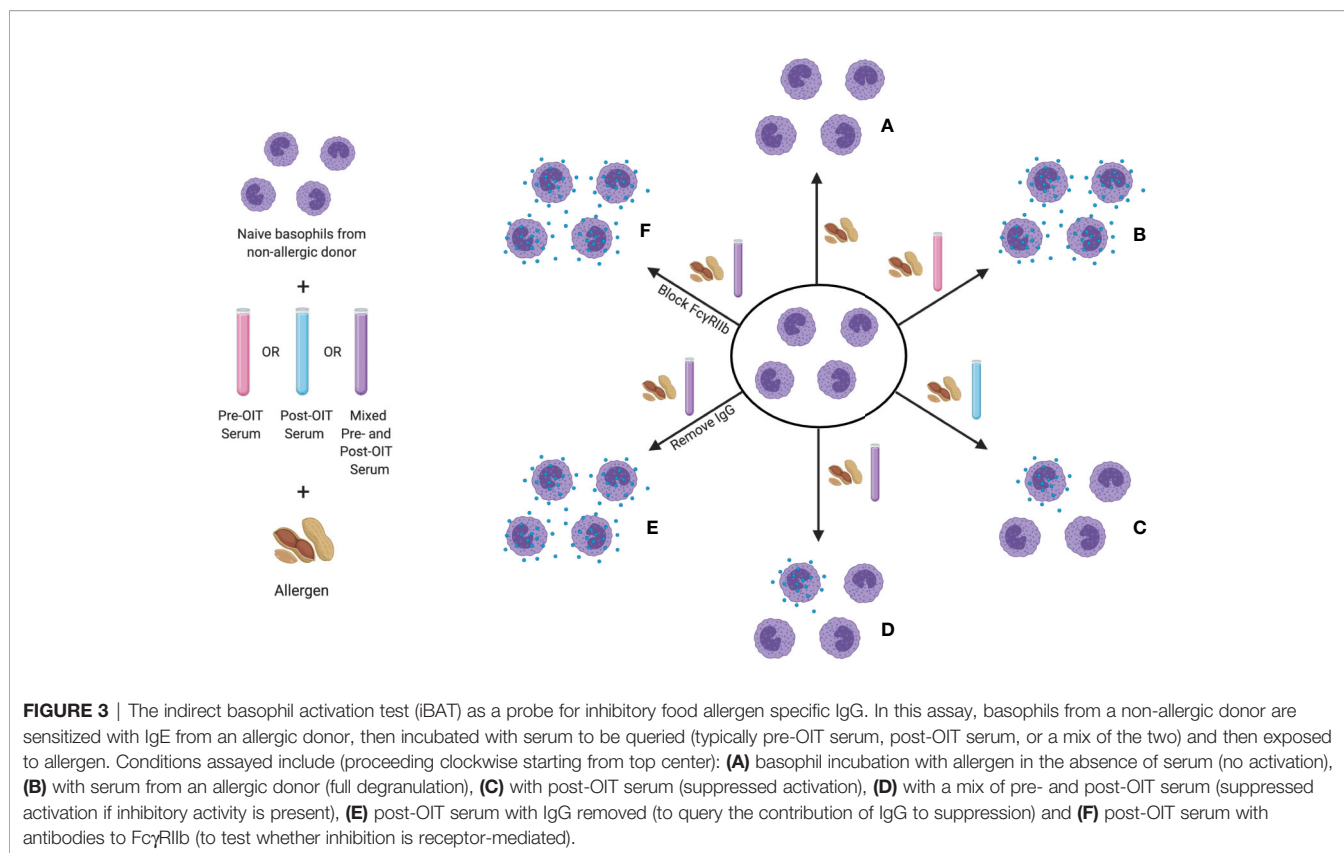 Naive basophils from
non-allergic donor
+
OR OR
Pre-OIT
Serum
Post-OIT
Serum
Mixed
Pre- and
Post-OIT
Serum
+
Allergen
A
B
C
D
Remove IgG
E
Block FcγRIIb
F
FIGURE 3 | The indirect basophil activation test (iBAT) as a probe for inhibitory food allergen specific IgG. In this assay, basophils from a non-allergic donor are
sensitized with IgE from an allergic donor, then incubated with serum to be queried (typically pre-OIT serum, post-OIT serum, or a mix of the two) and then exposed
to allergen. Conditions assayed include (proceeding clockwise starting from top center): (A) basophil incubation with allergen in the absence of serum (no activation),
(B) with serum from an allergic donor (full degranulation), (C) with post-OIT serum (suppressed activation), (D) with a mix of pre- and post-OIT serum (suppressed
activation if inhibitory activity is present), (E) post-OIT serum with IgG removed (to query the contribution of IgG to suppression) and (F) post-OIT serum with
antibodies to FcγRIIb (to test whether inhibition is receptor-mediated).